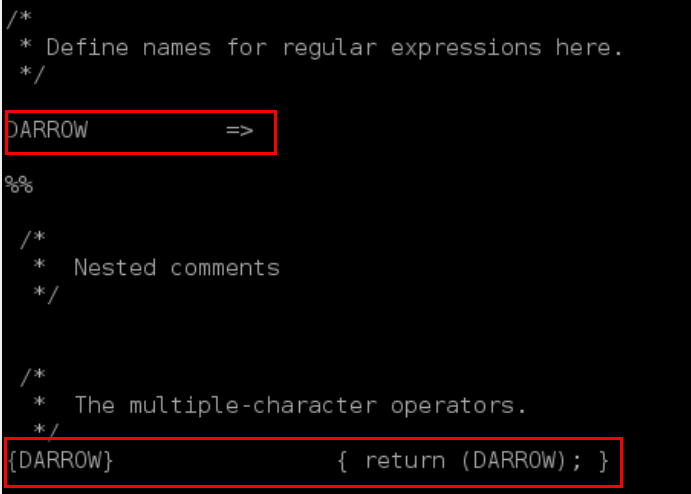 /*
* Define names for regular expressions here.
*/
DARROW =>
%%
/*
* Nested comments
*/
/*
* The multiple-character operators.
*/
{DARROW} { return (DARROW); }